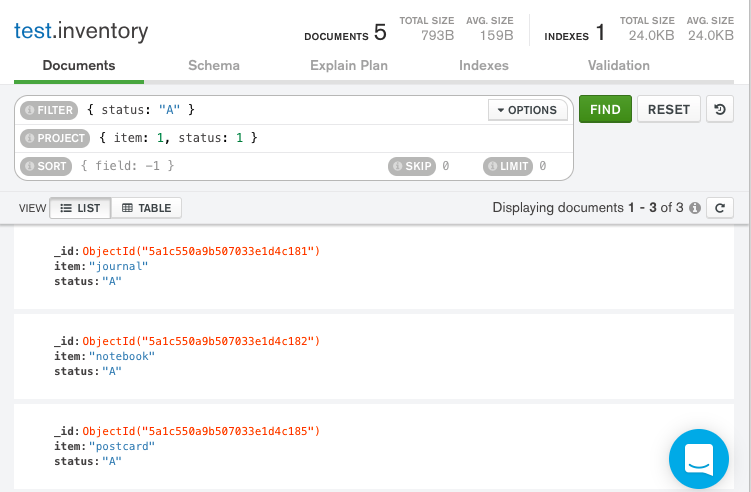 test.inventory
DOCUMENTS 5 TOTAL SIZE 793B AVG. SIZE 159B INDEXES 1 TOTAL SIZE 24.0KB AVG. SIZE 24.0KB
Documents Schema Explain Plan Indexes Validation
FILTER { status: "A" } OPTIONS FIND RESET
PROJECT { item: 1, status: 1 }
SORT { field: -1 } SKIP 0 LIMIT 0
VIEW LIST TABLE Displaying documents 1 - 3 of 3
_id: ObjectId("5a1c550a9b507033e1d4c181")
item: "journal"
status: "A"
_id: ObjectId("5a1c550a9b507033e1d4c182")
item: "notebook"
status: "A"
_id: ObjectId("5a1c550a9b507033e1d4c185")
item: "postcard"
status: "A"